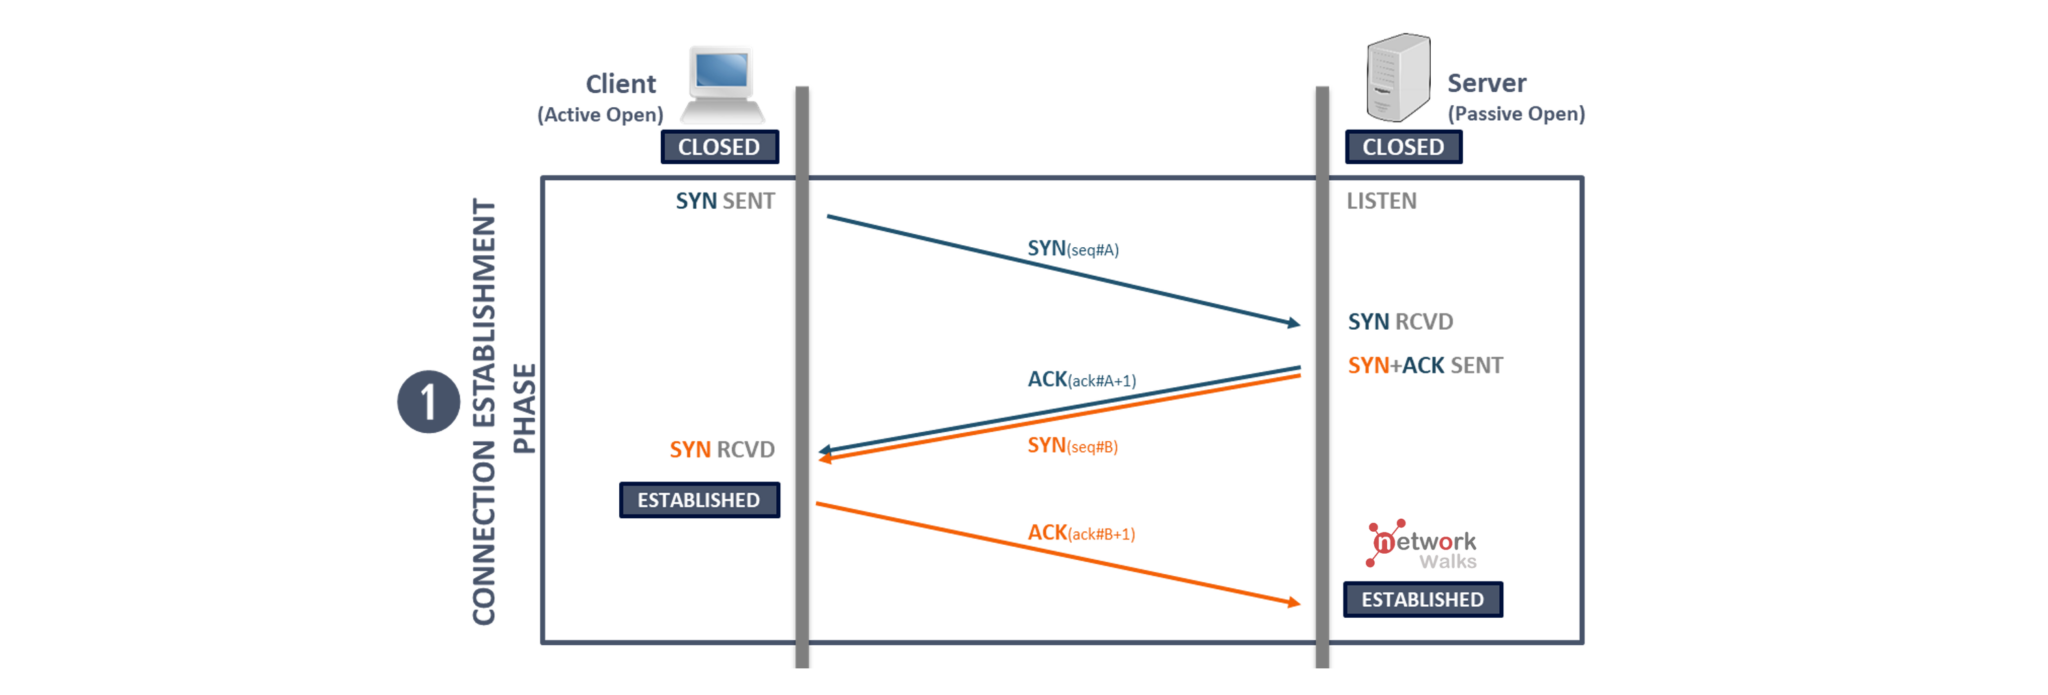 Client
(Active Open)
CLOSED
Server
(Passive Open)
CLOSED
1
CONNECTION ESTABLISHMENT
PHASE
SYN SENT
LISTEN
SYN(seq#A)
SYN RCVD
SYN+ACK SENT
ACK(ack#A+1)
SYN(seq#B)
SYN RCVD
ESTABLISHED
ACK(ack#B+1)
network
Walks
ESTABLISHED